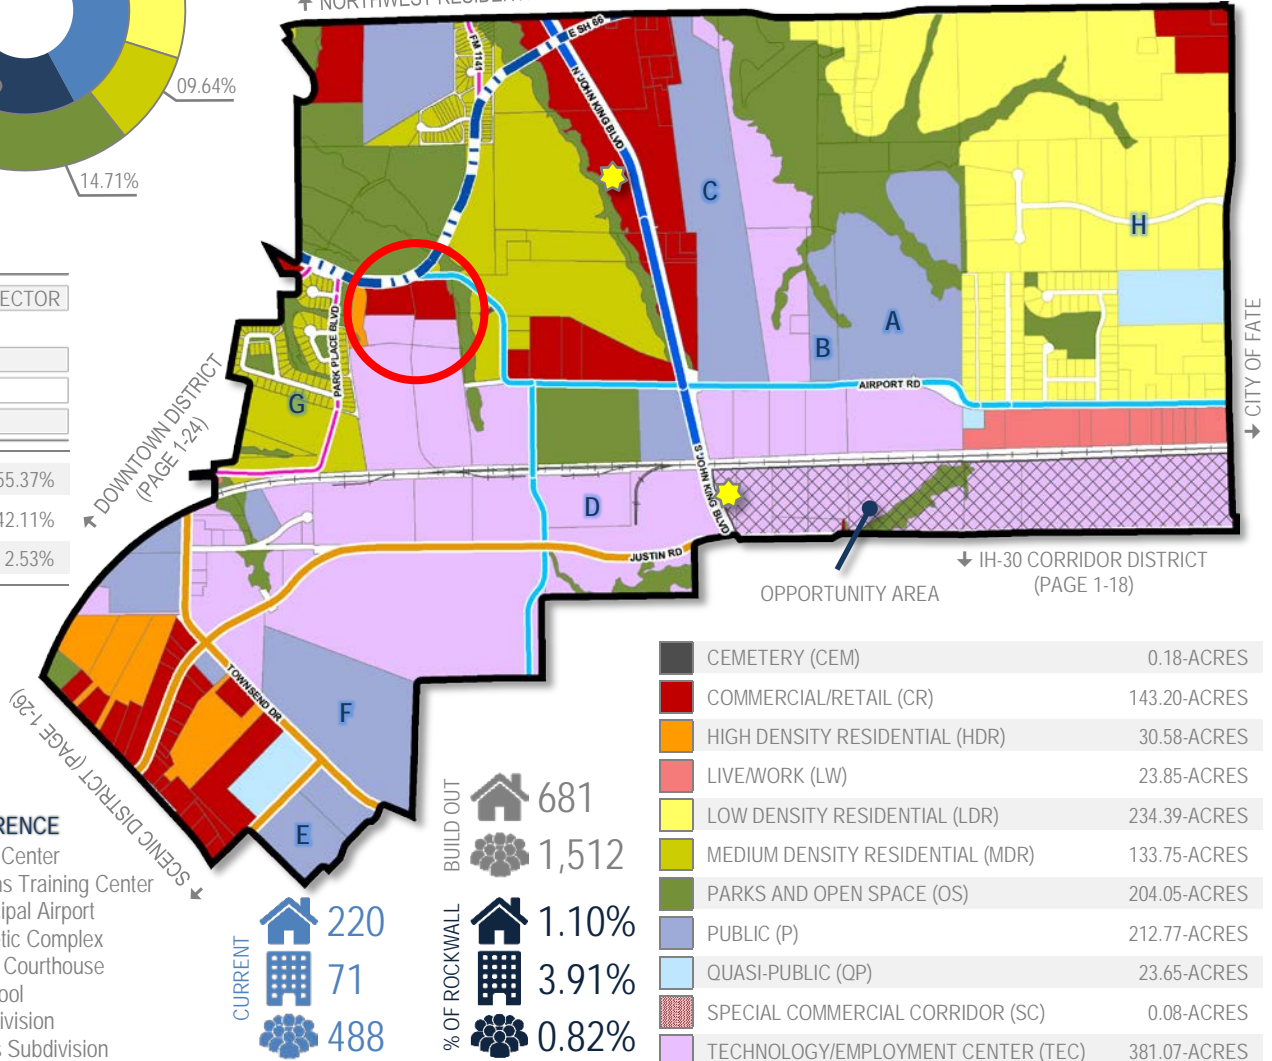 NORTHWEST RESIDENT
09.64%
14.71%
ECTOR
55.37%
42.11%
2.53%
DOWNTOWN DISTRICT
(PAGE 1-24)
SCENIC DISTRICT (PAGE 1-26)
CITY OF FATE
IH-30 CORRIDOR DISTRICT
(PAGE 1-18)
OPPORTUNITY AREA
FM 1141
E SH 66
N JOHN KING BLVD
S JOHN KING BLVD
PARK PLACE BLVD
AIRPORT RD
JUSTIN RD
TOWNSEND DR
C
H
A
B
G
D
F
E
RENCE
Center
ns Training Center
ipal Airport
etic Complex
Courthouse
ool
ivision
s Subdivision
BUILD OUT
681
1,512
CURRENT
220
71
488
% OF ROCKWALL
1.10%
3.91%
0.82%
CEMETERY (CEM) 0.18-ACRES
COMMERCIAL/RETAIL (CR) 143.20-ACRES
HIGH DENSITY RESIDENTIAL (HDR) 30.58-ACRES
LIVE/WORK (LW) 23.85-ACRES
LOW DENSITY RESIDENTIAL (LDR) 234.39-ACRES
MEDIUM DENSITY RESIDENTIAL (MDR) 133.75-ACRES
PARKS AND OPEN SPACE (OS) 204.05-ACRES
PUBLIC (P) 212.77-ACRES
QUASI-PUBLIC (QP) 23.65-ACRES
SPECIAL COMMERCIAL CORRIDOR (SC) 0.08-ACRES
TECHNOLOGY/EMPLOYMENT CENTER (TEC) 381.07-ACRES